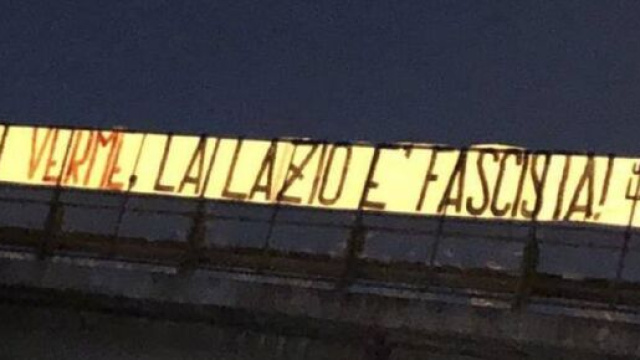 VERME, LA LAZIO E' FASCISTA!